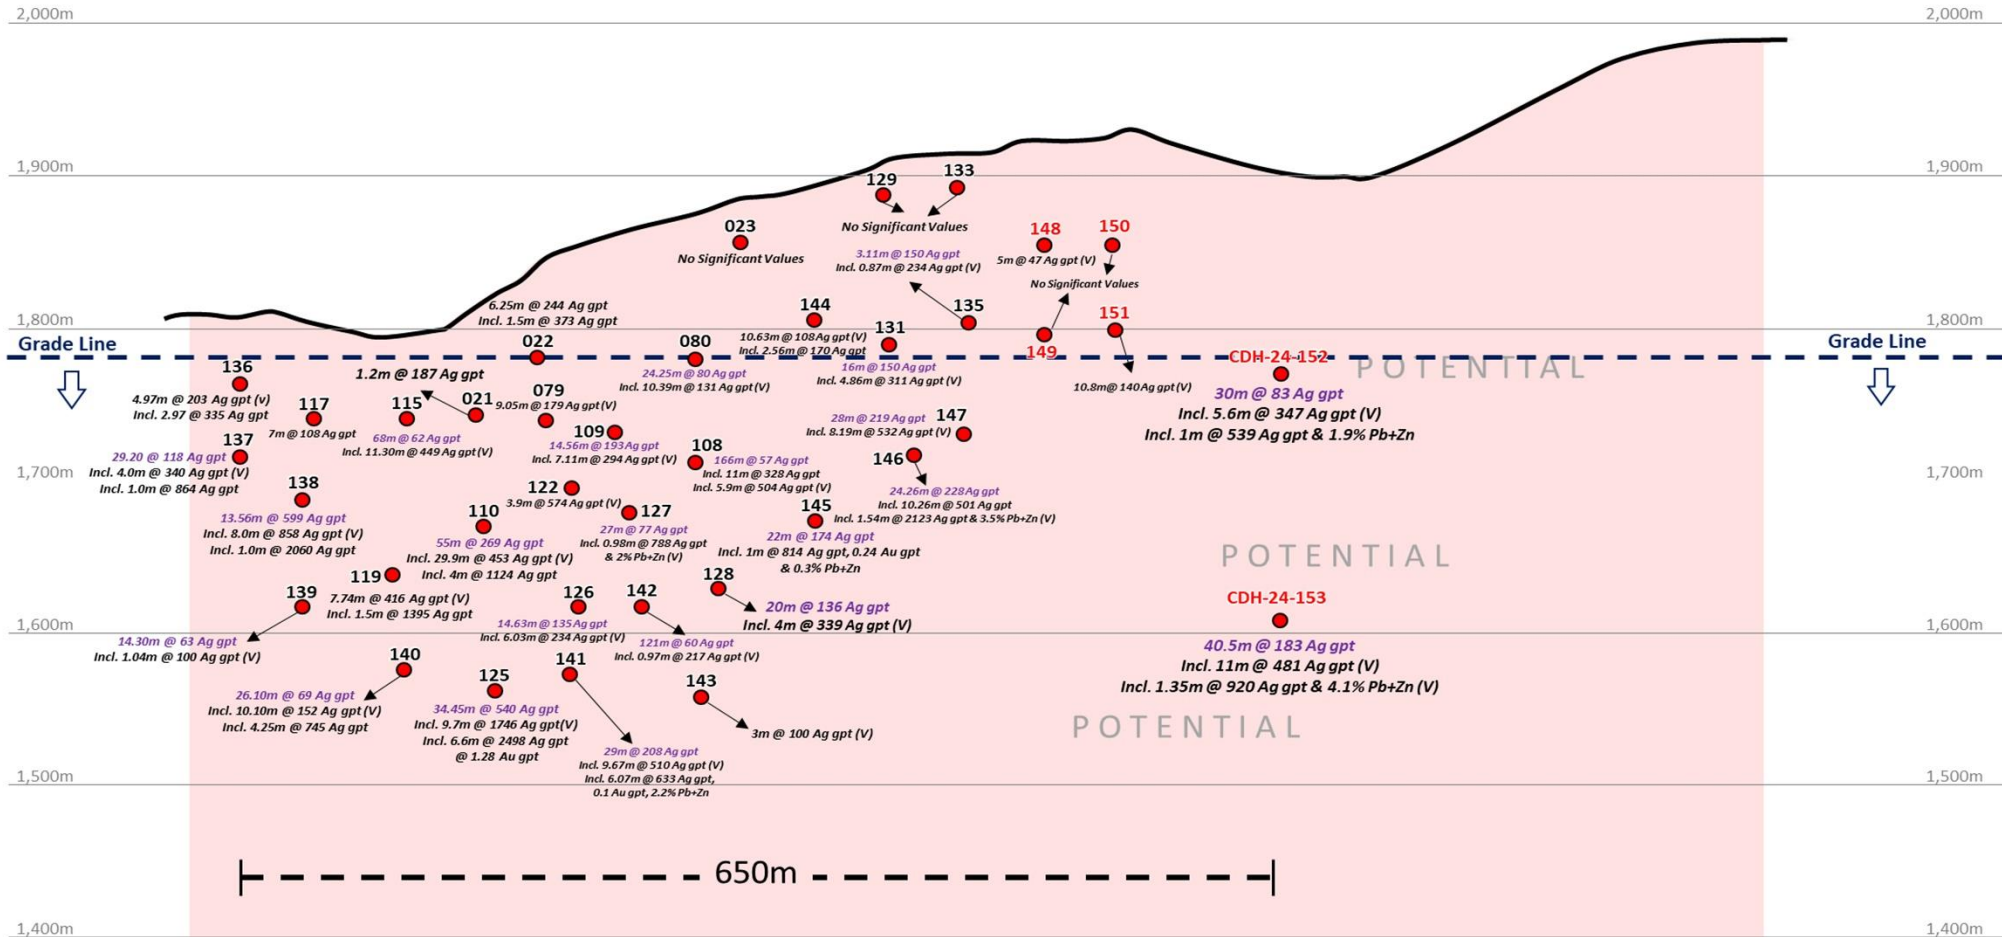 2,000m
2,000m
1,900m
1,900m
129
133
No Significant Values
023
No Significant Values
148
5m @ 47 Ag gpt (V)
150
No Significant Values
3.11m @ 150 Ag gpt
Incl. 0.87m @ 234 Ag gpt (V)
135
6.25m @ 244 Ag gpt
Incl. 1.5m @ 373 Ag gpt
144
10.63m @ 108 Ag gpt (V)
Incl. 2.56m @ 170 Ag gpt
151
10.8m @ 140 Ag gpt (V)
1,800m
1,800m
Grade Line
Grade Line
022
080
24.25m @ 80 Ag gpt
Incl. 10.39m @ 131 Ag gpt (V)
131
16m @ 150 Ag gpt
Incl. 4.86m @ 311 Ag gpt (V)
149
CDH-24-152
30m @ 83 Ag gpt
Incl. 5.6m @ 347 Ag gpt (V)
Incl. 1m @ 539 Ag gpt & 1.9% Pb+Zn
POTENTIAL
136
4.97m @ 203 Ag gpt (v)
Incl. 2.97 @ 335 Ag gpt
1.2m @ 187 Ag gpt
117
7m @ 108 Ag gpt
115
68m @ 62 Ag gpt
Incl. 11.30m @ 449 Ag gpt (V)
021
079
9.05m @ 179 Ag gpt (V)
109
14.56m @ 193 Ag gpt
Incl. 7.11m @ 294 Ag gpt (V)
108
166m @ 57 Ag gpt
Incl. 11m @ 328 Ag gpt
Incl. 5.9m @ 504 Ag gpt (V)
28m @ 219 Ag gpt
Incl. 8.19m @ 532 Ag gpt (V)
147
146
24.26m @ 228 Ag gpt
Incl. 10.26m @ 501 Ag gpt
Incl. 1.54m @ 2123 Ag gpt & 3.5% Pb+Zn (V)
137
29.20 @ 118 Ag gpt
Incl. 4.0m @ 340 Ag gpt (V)
Incl. 1.0m @ 864 Ag gpt
1,700m
1,700m
138
13.56m @ 599 Ag gpt
Incl. 8.0m @ 858 Ag gpt (V)
Incl. 1.0m @ 2060 Ag gpt
122
3.9m @ 574 Ag gpt (V)
110
55m @ 269 Ag gpt
Incl. 29.9m @ 453 Ag gpt (V)
Incl. 4m @ 1124 Ag gpt
127
27m @ 77 Ag gpt
Incl. 0.98m @ 788 Ag gpt
& 2% Pb+Zn (V)
145
22m @ 174 Ag gpt
Incl. 1m @ 814 Ag gpt, 0.24 Au gpt
& 0.3% Pb+Zn
POTENTIAL
119
7.74m @ 416 Ag gpt (V)
Incl. 1.5m @ 1395 Ag gpt
139
14.30m @ 63 Ag gpt
Incl. 1.04m @ 100 Ag gpt (V)
126
14.63m @ 135 Ag gpt
Incl. 6.03m @ 234 Ag gpt (V)
142
121m @ 60 Ag gpt
Incl. 0.97m @ 217 Ag gpt (V)
128
20m @ 136 Ag gpt
Incl. 4m @ 339 Ag gpt (V)
CDH-24-153
40.5m @ 183 Ag gpt
Incl. 11m @ 481 Ag gpt (V)
Incl. 1.35m @ 920 Ag gpt & 4.1% Pb+Zn (V)
1,600m
1,600m
140
26.10m @ 69 Ag gpt
Incl. 10.10m @ 152 Ag gpt (V)
Incl. 4.25m @ 745 Ag gpt
125
34.45m @ 540 Ag gpt
Incl. 9.7m @ 1746 Ag gpt(V)
Incl. 6.6m @ 2498 Ag gpt
@ 1.28 Au gpt
141
29m @ 208 Ag gpt
Incl. 9.67m @ 510 Ag gpt (V)
Incl. 6.07m @ 633 Ag gpt,
0.1 Au gpt, 2.2% Pb+Zn
143
3m @ 100 Ag gpt (V)
POTENTIAL
1,500m
1,500m
650m
1,400m
1,400m